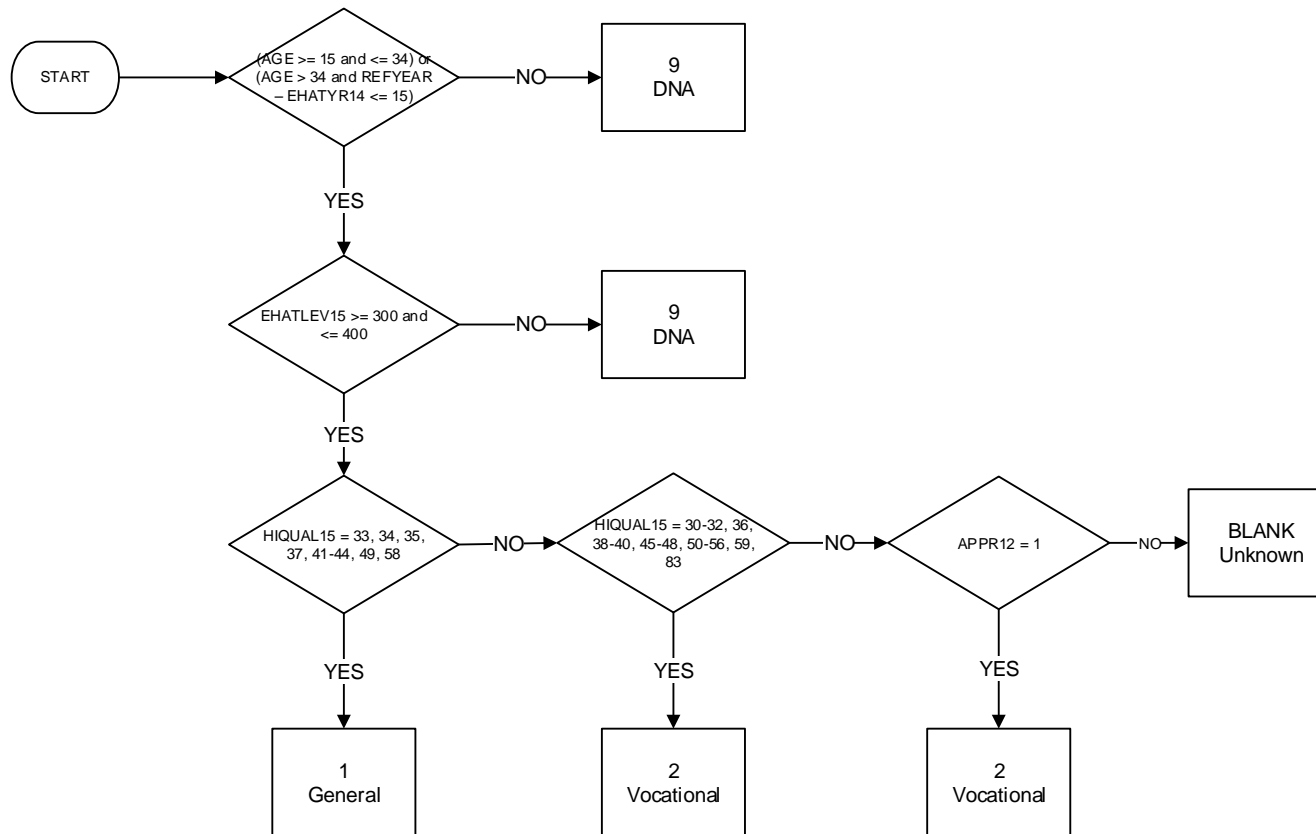 START
(AGE >= 15 and <= 34) or
(AGE > 34 and REFYEAR
– EHATYR14 <= 15)
NO
9
DNA
YES
EHATLEV15 >= 300 and
<= 400
NO
9
DNA
YES
HIQUAL15 = 33, 34, 35,
37, 41-44, 49, 58
NO
HIQUAL15 = 30-32, 36,
38-40, 45-48, 50-56, 59,
83
NO
APPR12 = 1
NO
BLANK
Unknown
YES
YES
YES
1
General
2
Vocational
2
Vocational